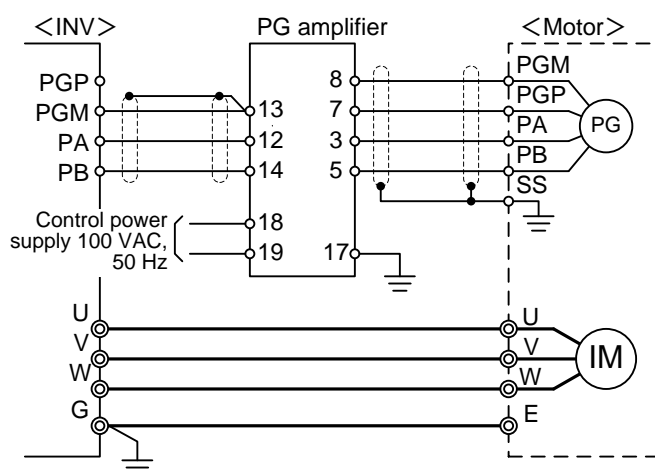 <INV>
PG amplifier
<Motor>
PGP
PGM
PA
PB
13
12
14
18
19
8
7
3
5
17
PGM
PGP
PA
PB
SS
PG
Control power
supply 100 VAC,
50 Hz
U
V
W
G
U
V
W
E
IM